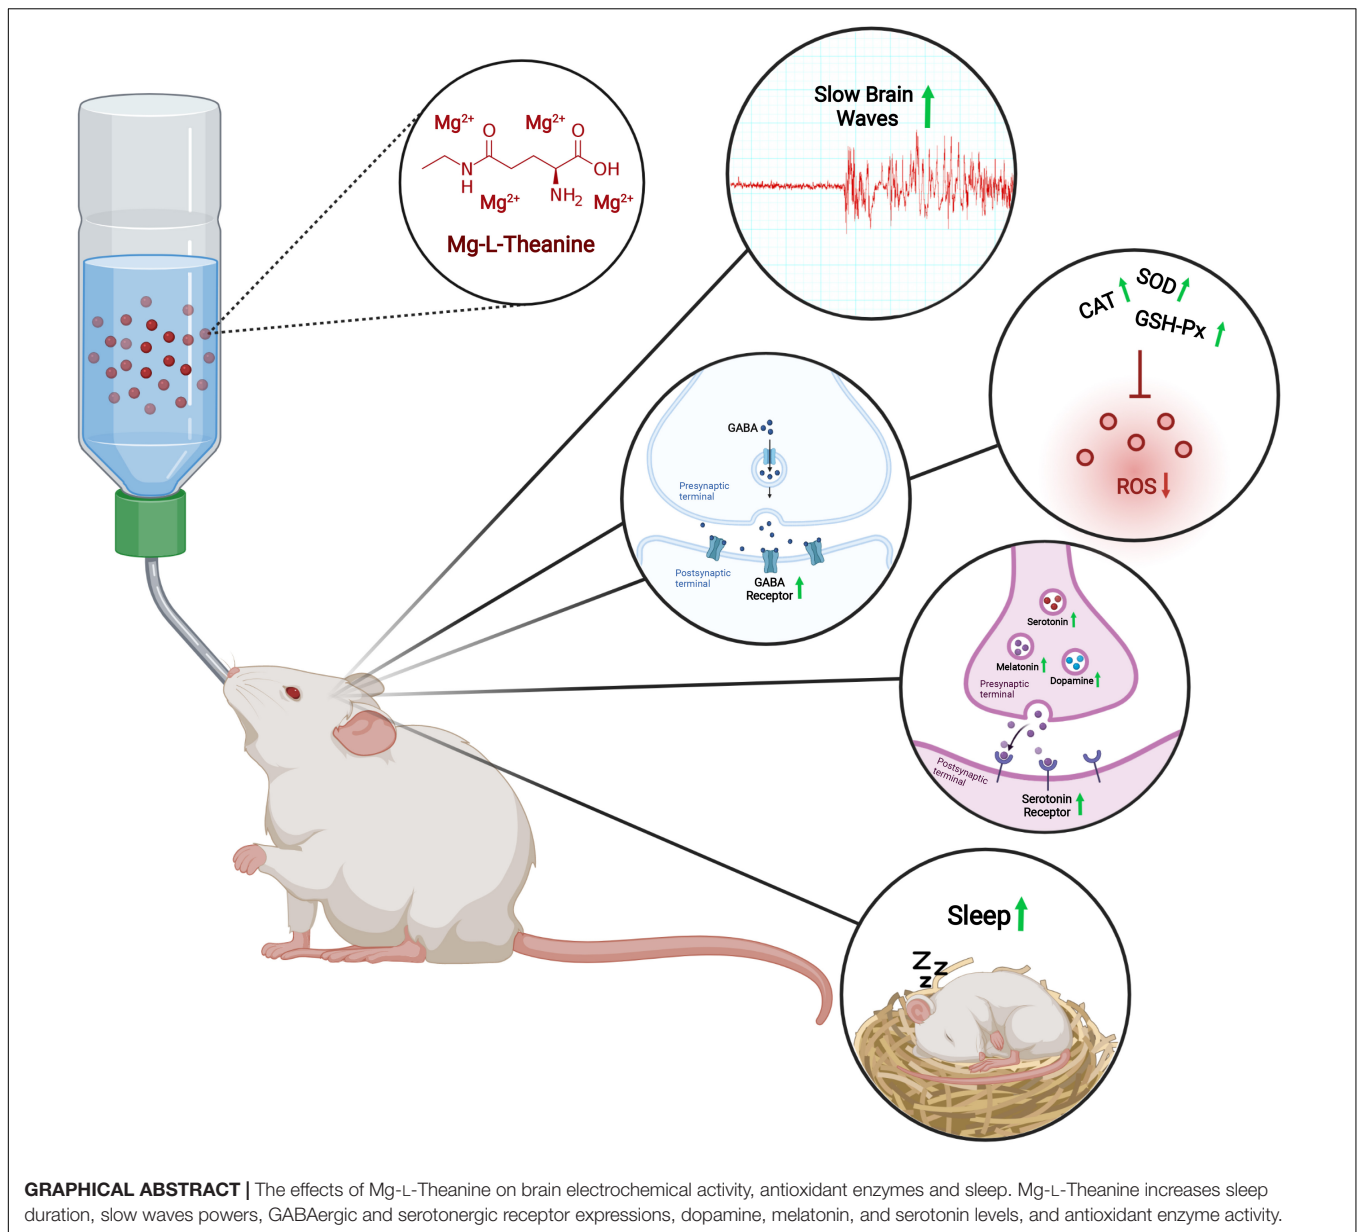 Mg2+
Mg2+
O
O
N
H
OH
NH2
Mg2+
Mg2+
Mg-L-Theanine
Slow Brain
Waves
CAT
SOD
GSH-Px
ROS
GABA
Presynaptic
terminal
Postsynaptic
terminal
GABA
Receptor
Serotonin
Melatonin
Dopamine
Presynaptic
terminal
Postsynaptic
terminal
Serotonin
Receptor
Sleep
Z Z
Z
GRAPHICAL ABSTRACT | The effects of Mg-L-Theanine on brain electrochemical activity, antioxidant enzymes and sleep. Mg-L-Theanine increases sleep
duration, slow waves powers, GABAergic and serotonergic receptor expressions, dopamine, melatonin, and serotonin levels, and antioxidant enzyme activity.